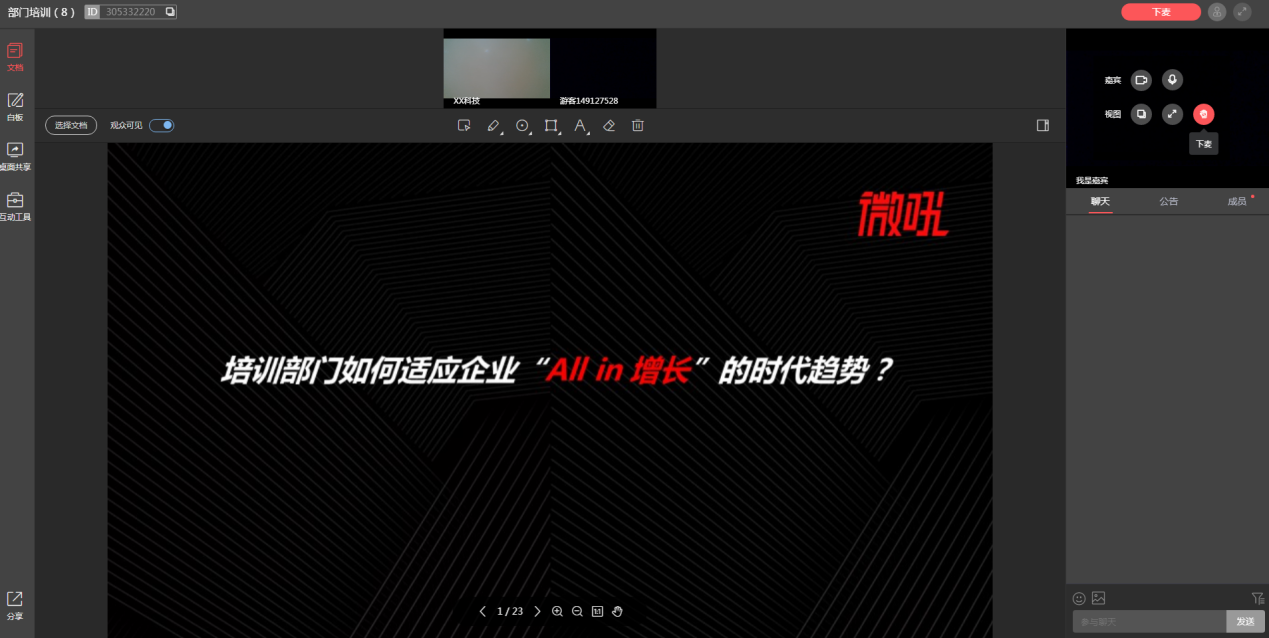 部门培训 ( 8 ) ID 305332220
下麦
文档
白板
桌面共享
互动工具
分享
XX科技
游客149127528
选择文档 观众可见
微吼
培训部门如何适应企业“All in 增长”的时代趋势？
1 / 23
嘉宾
视图
下麦
我是嘉宾
聊天 公告 成员
参与聊天
发送